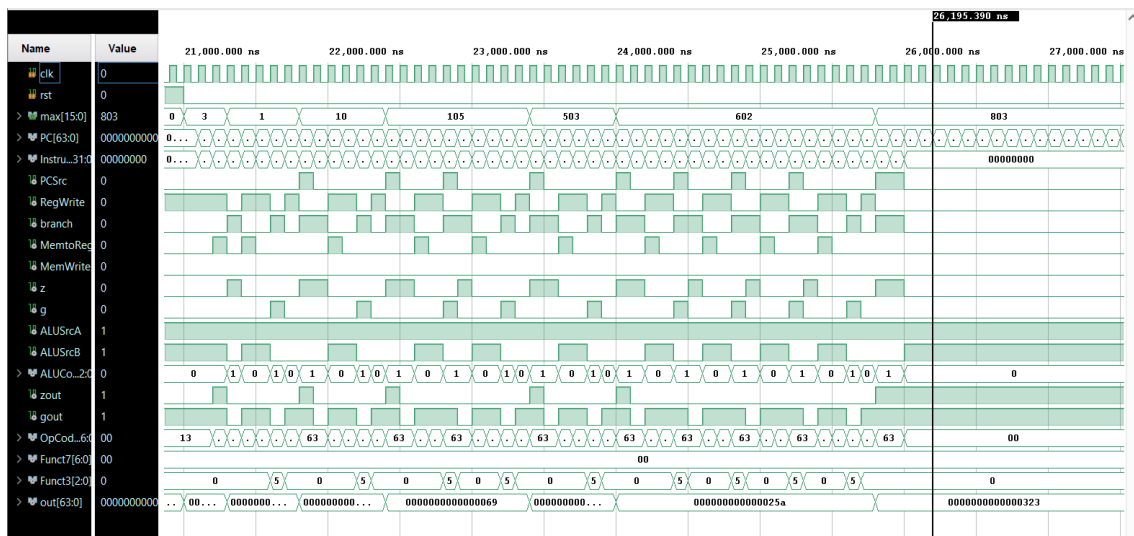 26,195.390 ns
Name Value 21,000.000 ns 22,000.000 ns 23,000.000 ns 24,000.000 ns 25,000.000 ns 26,000.000 ns 27,000.000 ns
clk 0
rst 0
max[15:0] 803 0 3 1 10 105 503 602 803
PC[63:0] 0000000000 0...
Instru...31:0 00000000 0... 00000000
PCSrc 0
RegWrite 0
branch 0
MemtoReg 0
MemWrite 0
z 0
g 0
ALUSrcA 1
ALUSrcB 1
ALUCo...2:0 0 0 1 0 1 0 1 0 1 0 1 0 1 0 1 0 1 0 1 0 1 0 1 0 1 0 1 0 1 0 1 0 1 0
zout 1
gout 1
OpCod...6:0 00 13 63 63 63 63 63 63 63 63 63 00
Funct7[6:0] 00 00
Funct3[2:0] 0 0 5 0 5 0 5 0 5 0 5 0 5 0 5 0 5 0 5 0
out[63:0] 0000000000 .. 00... 0000000... 000000000... 0000000000000069 000000000... 000000000000025a 0000000000000323